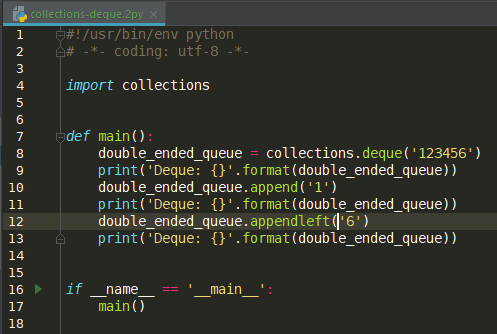 collections-deque.2py
1 #!/usr/bin/env python
2 # -*- coding: utf-8 -*-
3
4 import collections
5
6
7 def main():
8 double_ended_queue = collections.deque('123456')
9 print('Deque: {}'.format(double_ended_queue))
10 double_ended_queue.append('1')
11 print('Deque: {}'.format(double_ended_queue))
12 double_ended_queue.appendleft('6')
13 print('Deque: {}'.format(double_ended_queue))
14
15
16 if __name__ == '__main__':
17 main()
18